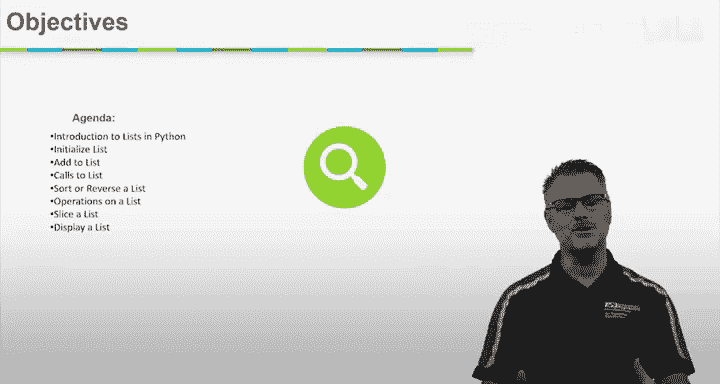 Objectives
Agenda:
•Introduction to Lists in Python
•Initialize List
•Add to List
•Calls to List
•Sort or Reverse a List
•Operations on a List
•Slice a List
•Display a List